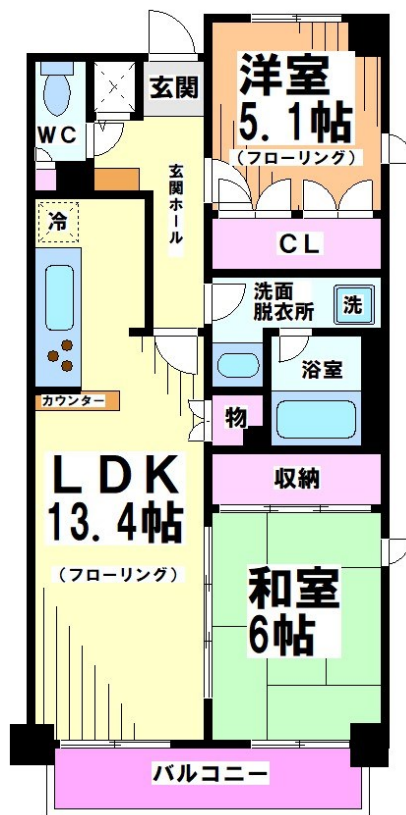 玄関
洋室
5.1帖
(フローリング)
WC
玄関ホール
冷
CL
洗面
脱衣所
洗
浴室
カウンター
物
LDK
13.4帖
(フローリング)
収納
和室
6帖
バルコニー